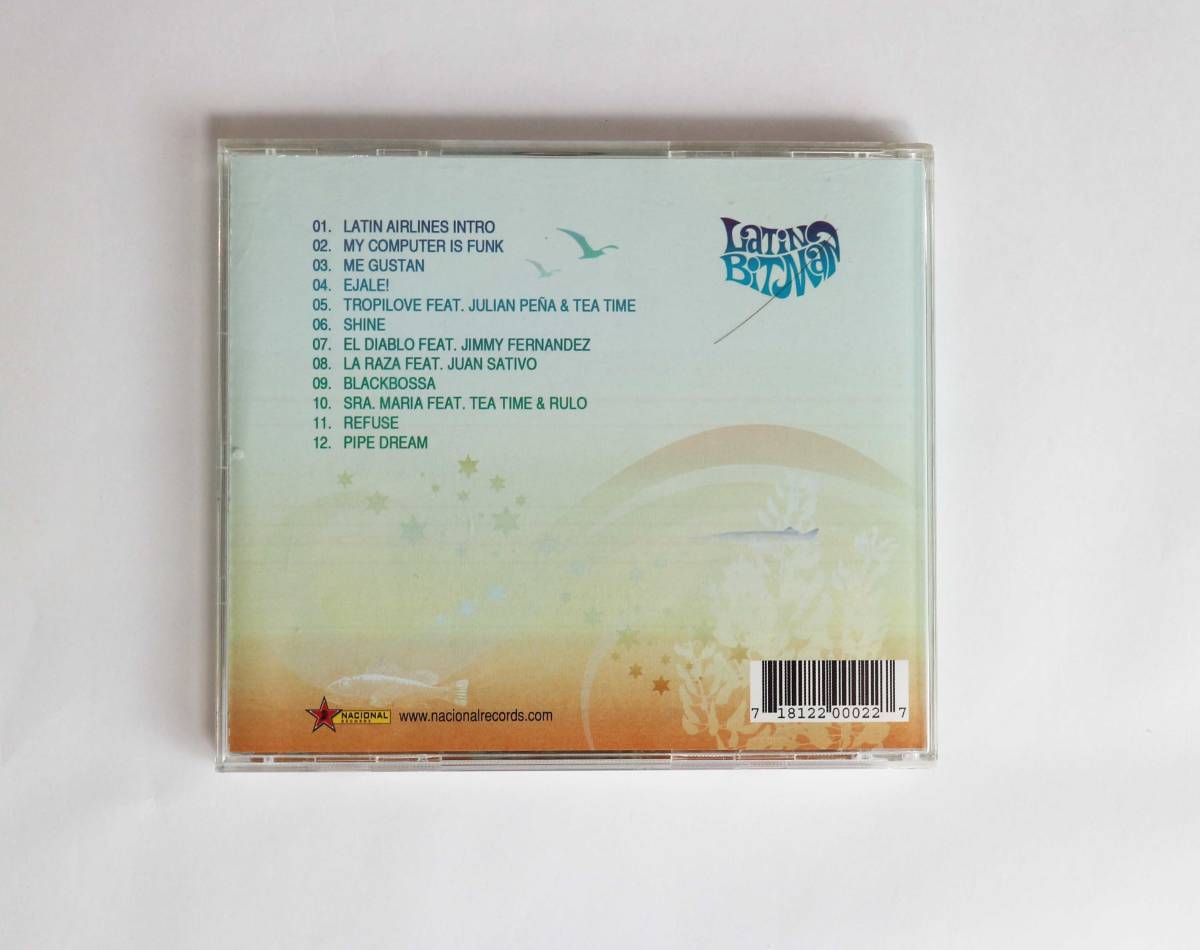 01. LATIN AIRLINES INTRO
02. MY COMPUTER IS FUNK
03. ME GUSTAN
04. EJALE!
05. TROPILOVE FEAT. JULIAN PEÑA & TEA TIME
06. SHINE
07. EL DIABLO FEAT. JIMMY FERNANDEZ
08. LA RAZA FEAT. JUAN SATIVO
09. BLACKBOSSA
10. SRA. MARIA FEAT. TEA TIME & RULO
11. REFUSE
12. PIPE DREAM
LATIN
BITMAN
NACIONAL
RECORDS
www.nacionalrecords.com
7 18122 00022 7